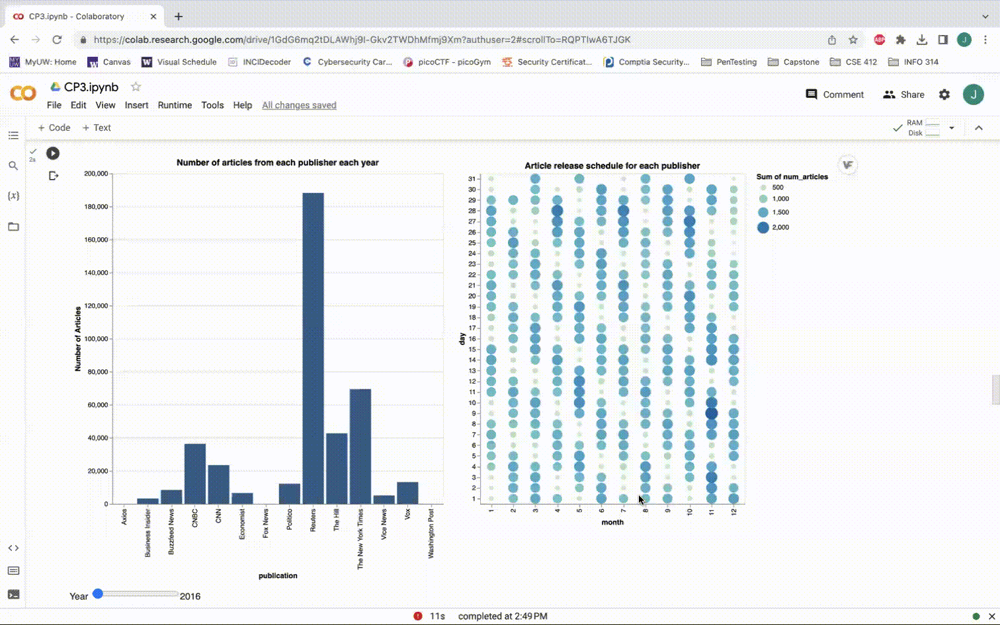 CP3.ipynb - Colaboratory
https://colab.research.google.com/drive/1GdG6mq2tDLAWhj9I-Gkv2TWDhMfmj9Xm?authuser=2#scrollTo=RQPTIwA6TJGK
ABP
J
MyUW: Home Canvas Visual Schedule INCIDecoder Cybersecurity Car... picoCTF - picoGym Security Certificat... Comptia Security... PenTesting Capstone CSE 412 INFO 314
CP3.ipynb
File Edit View Insert Runtime Tools Help All changes saved
Comment Share J
+ Code + Text
RAM
Disk
2s
Number of articles from each publisher each year
Number of Articles
200,000
180,000
160,000
140,000
120,000
100,000
80,000
60,000
40,000
20,000
0
Axios Business Insider Buzzfeed News CNBC CNN Economist Fox News Politico Reuters The Hill The New York Times Vice News Vox Washington Post
publication
Year 2016
Article release schedule for each publisher
day
31
30
29
28
27
26
25
24
23
22
21
20
19
18
17
16
15
14
13
12
11
10
9
8
7
6
5
4
3
2
1
1 2 3 4 5 6 7 8 9 10 11 12
month
Sum of num_articles
500
1,000
1,500
2,000
11s completed at 2:49 PM